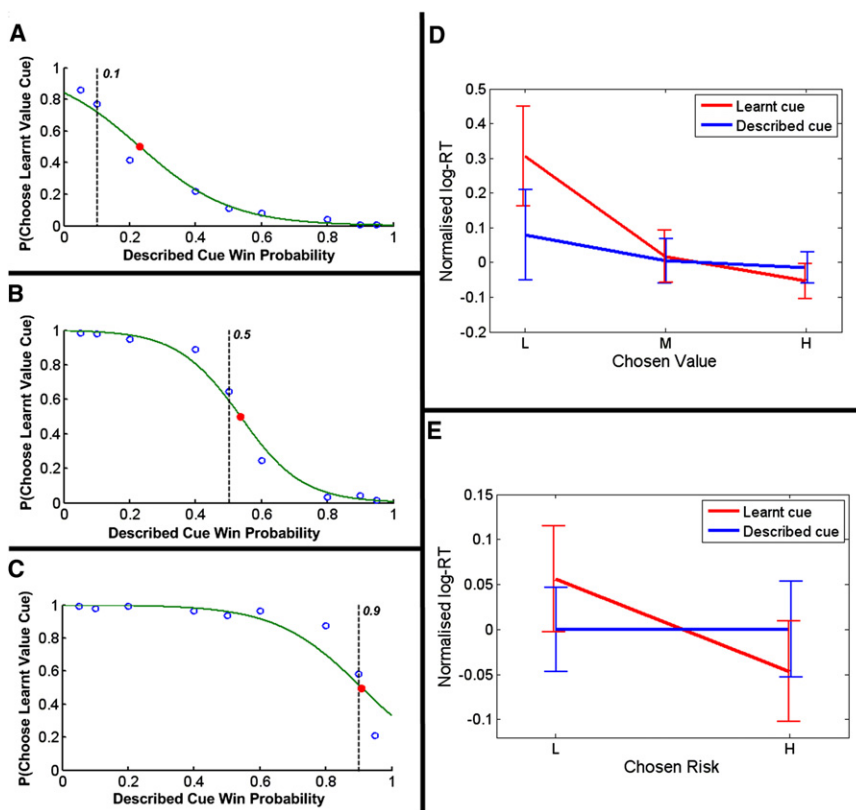 A
P(Choose Learnt Value Cue)
1
0.8
0.6
0.4
0.2
0
0.1
0 0.2 0.4 0.6 0.8 1
Described Cue Win Probability
B
P(Choose Learnt Value Cue)
1
0.8
0.6
0.4
0.2
0
0.5
0 0.2 0.4 0.6 0.8 1
Described Cue Win Probability
C
P(Choose Learnt Value Cue)
1
0.8
0.6
0.4
0.2
0
0.9
0 0.2 0.4 0.6 0.8 1
Described Cue Win Probability
D
Normalised log-RT
0.5
0.4
0.3
0.2
0.1
0
-0.1
-0.2
Learnt cue
Described cue
L M H
Chosen Value
E
Normalised log-RT
0.15
0.1
0.05
0
-0.05
-0.1
Learnt cue
Described cue
L H
Chosen Risk